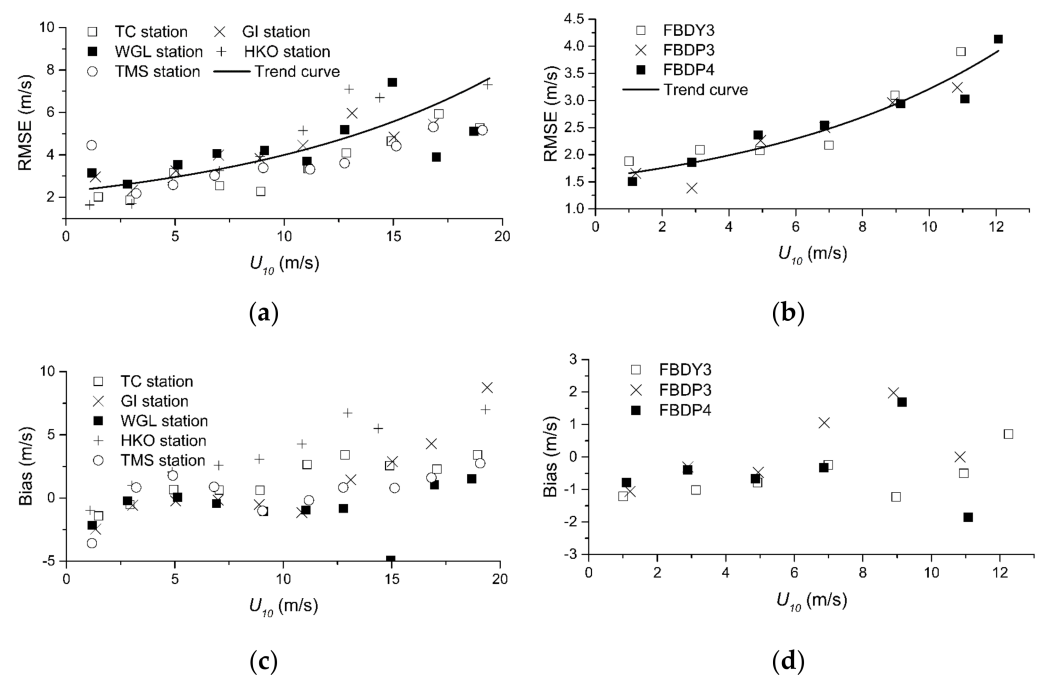 10
TC station
GI station
WGL station
HKO station
TMS station
Trend curve
8
6
4
2
RMSE (m/s)
0
5
10
15
20
U10 (m/s)
(a)
4.5
4.0
3.5
3.0
2.5
2.0
1.5
1.0
RMSE (m/s)
FBDY3
FBDP3
FBDP4
Trend curve
0
2
4
6
8
10
12
U10 (m/s)
(b)
10
5
0
-5
Bias (m/s)
TC station
GI station
WGL station
HKO station
TMS station
0
5
10
15
20
U10 (m/s)
(c)
3
2
1
0
-1
-2
-3
Bias (m/s)
FBDY3
FBDP3
FBDP4
0
2
4
6
8
10
12
U10 (m/s)
(d)